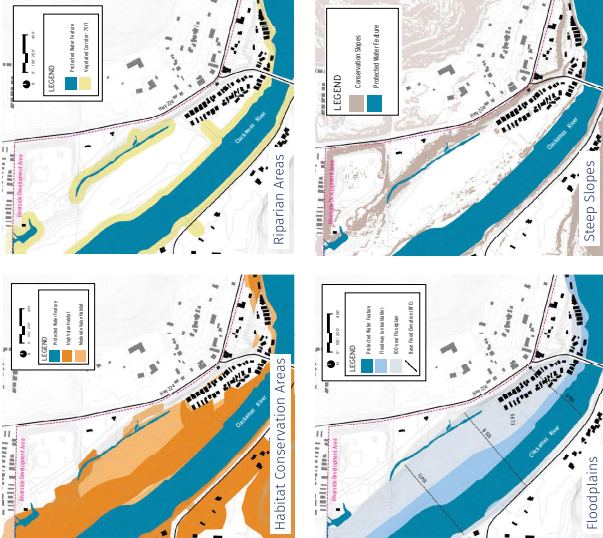 LEGEND
Protected Water Feature
Vegetated Corridor
Riverside Development Area
Hwy 224
Clackamas River
Riparian Areas
LEGEND
Conservation Slopes
Protected Water Feature
Riverside Development Area
Hwy 224
Clackamas River
Steep Slopes
LEGEND
Protected Water Feature
High Value Habitat
Moderate Value Habitat
Riverside Development Area
Hwy 224
Clackamas River
Habitat Conservation Areas
LEGEND
Protected Water Feature
100-year Floodplain
Base Flood Elevation (BFE)
Riverside Development Area
Hwy 224
Clackamas River
Floodplains